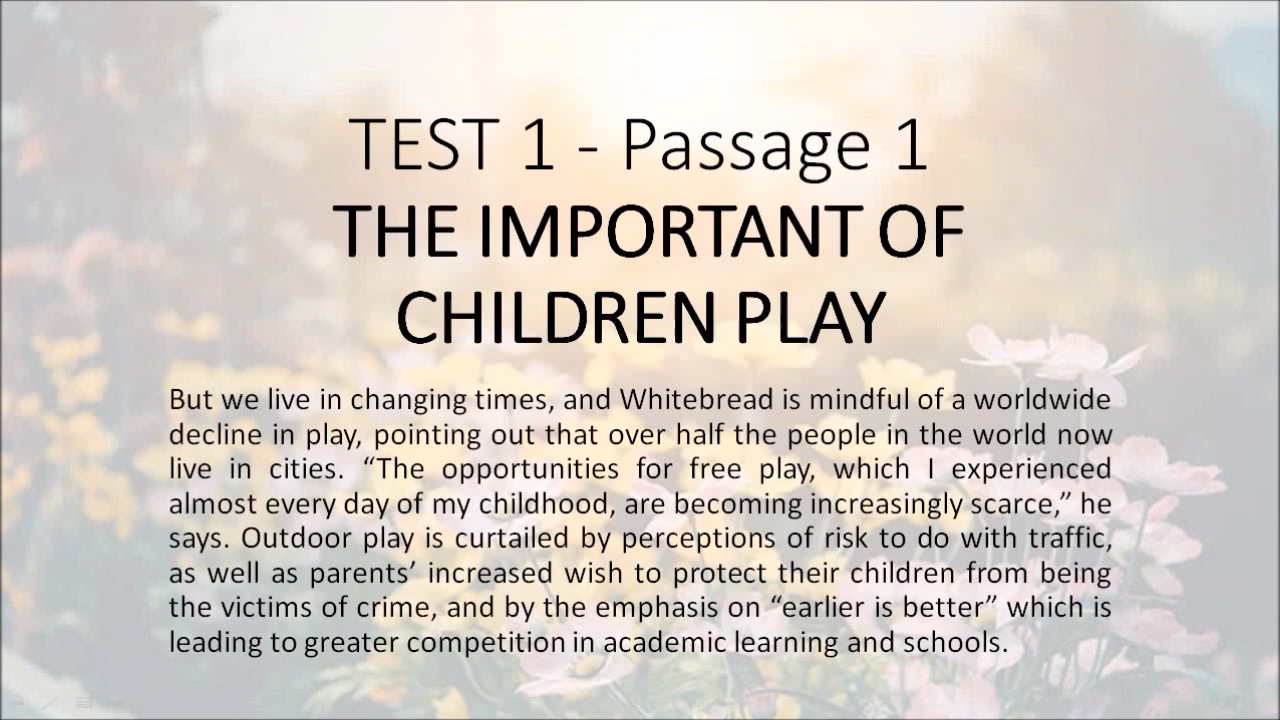 TEST 1 - Passage 1
THE IMPORTANT OF
CHILDREN PLAY
But we live in changing times, and Whitebread is mindful of a worldwide
decline in play, pointing out that over half the people in the world now
live in cities. “The opportunities for free play, which I experienced
almost every day of my childhood, are becoming increasingly scarce,” he
says. Outdoor play is curtailed by perceptions of risk to do with traffic,
as well as parents’ increased wish to protect their children from being
the victims of crime, and by the emphasis on “earlier is better” which is
leading to greater competition in academic learning and schools.